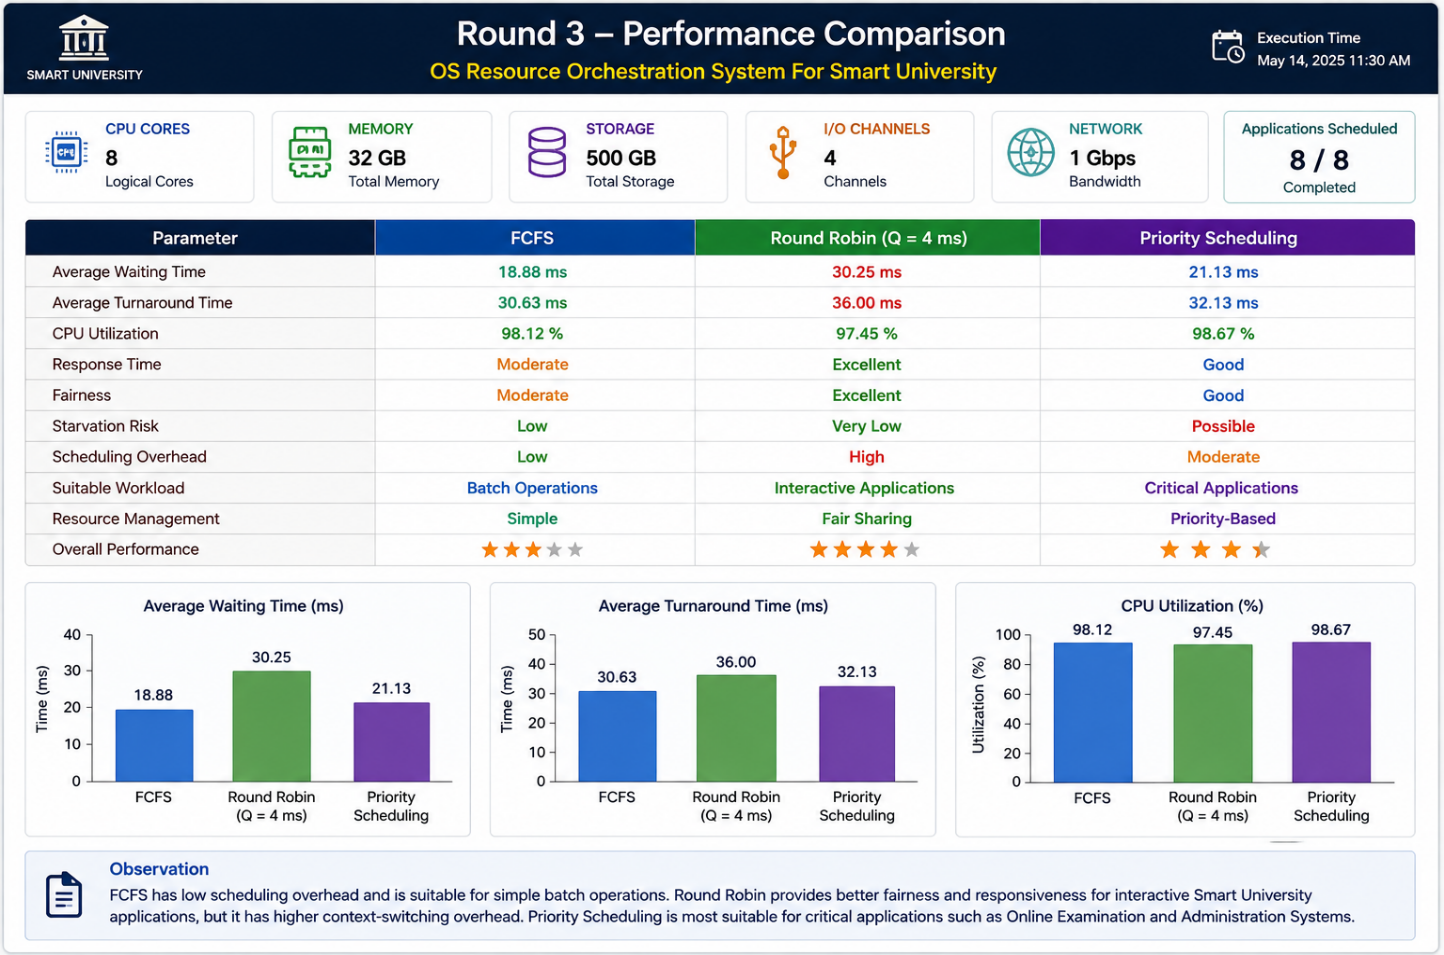 SMART UNIVERSITY
Round 3 – Performance Comparison
OS Resource Orchestration System For Smart University
Execution Time
May 14, 2025 11:30 AM
CPU CORES
8
Logical Cores
MEMORY
32 GB
Total Memory
STORAGE
500 GB
Total Storage
I/O CHANNELS
4
Channels
NETWORK
1 Gbps
Bandwidth
Applications Scheduled
8 / 8
Completed
Parameter FCFS Round Robin (Q = 4 ms) Priority Scheduling
Average Waiting Time 18.88 ms 30.25 ms 21.13 ms
Average Turnaround Time 30.63 ms 36.00 ms 32.13 ms
CPU Utilization 98.12 % 97.45 % 98.67 %
Response Time Moderate Excellent Good
Fairness Moderate Excellent Good
Starvation Risk Low Very Low Possible
Scheduling Overhead Low High Moderate
Suitable Workload Batch Operations Interactive Applications Critical Applications
Resource Management Simple Fair Sharing Priority-Based
Overall Performance
Average Waiting Time (ms)
Time (ms)
40
30
20
10
0
18.88
30.25
21.13
FCFS
Round Robin
(Q = 4 ms)
Priority
Scheduling
Average Turnaround Time (ms)
Time (ms)
50
40
30
20
10
0
30.63
36.00
32.13
FCFS
Round Robin
(Q = 4 ms)
Priority
Scheduling
CPU Utilization (%)
Utilization (%)
100
80
60
40
20
0
98.12
97.45
98.67
FCFS
Round Robin
(Q = 4 ms)
Priority
Scheduling
Observation
FCFS has low scheduling overhead and is suitable for simple batch operations. Round Robin provides better fairness and responsiveness for interactive Smart University
applications, but it has higher context-switching overhead. Priority Scheduling is most suitable for critical applications such as Online Examination and Administration Systems.